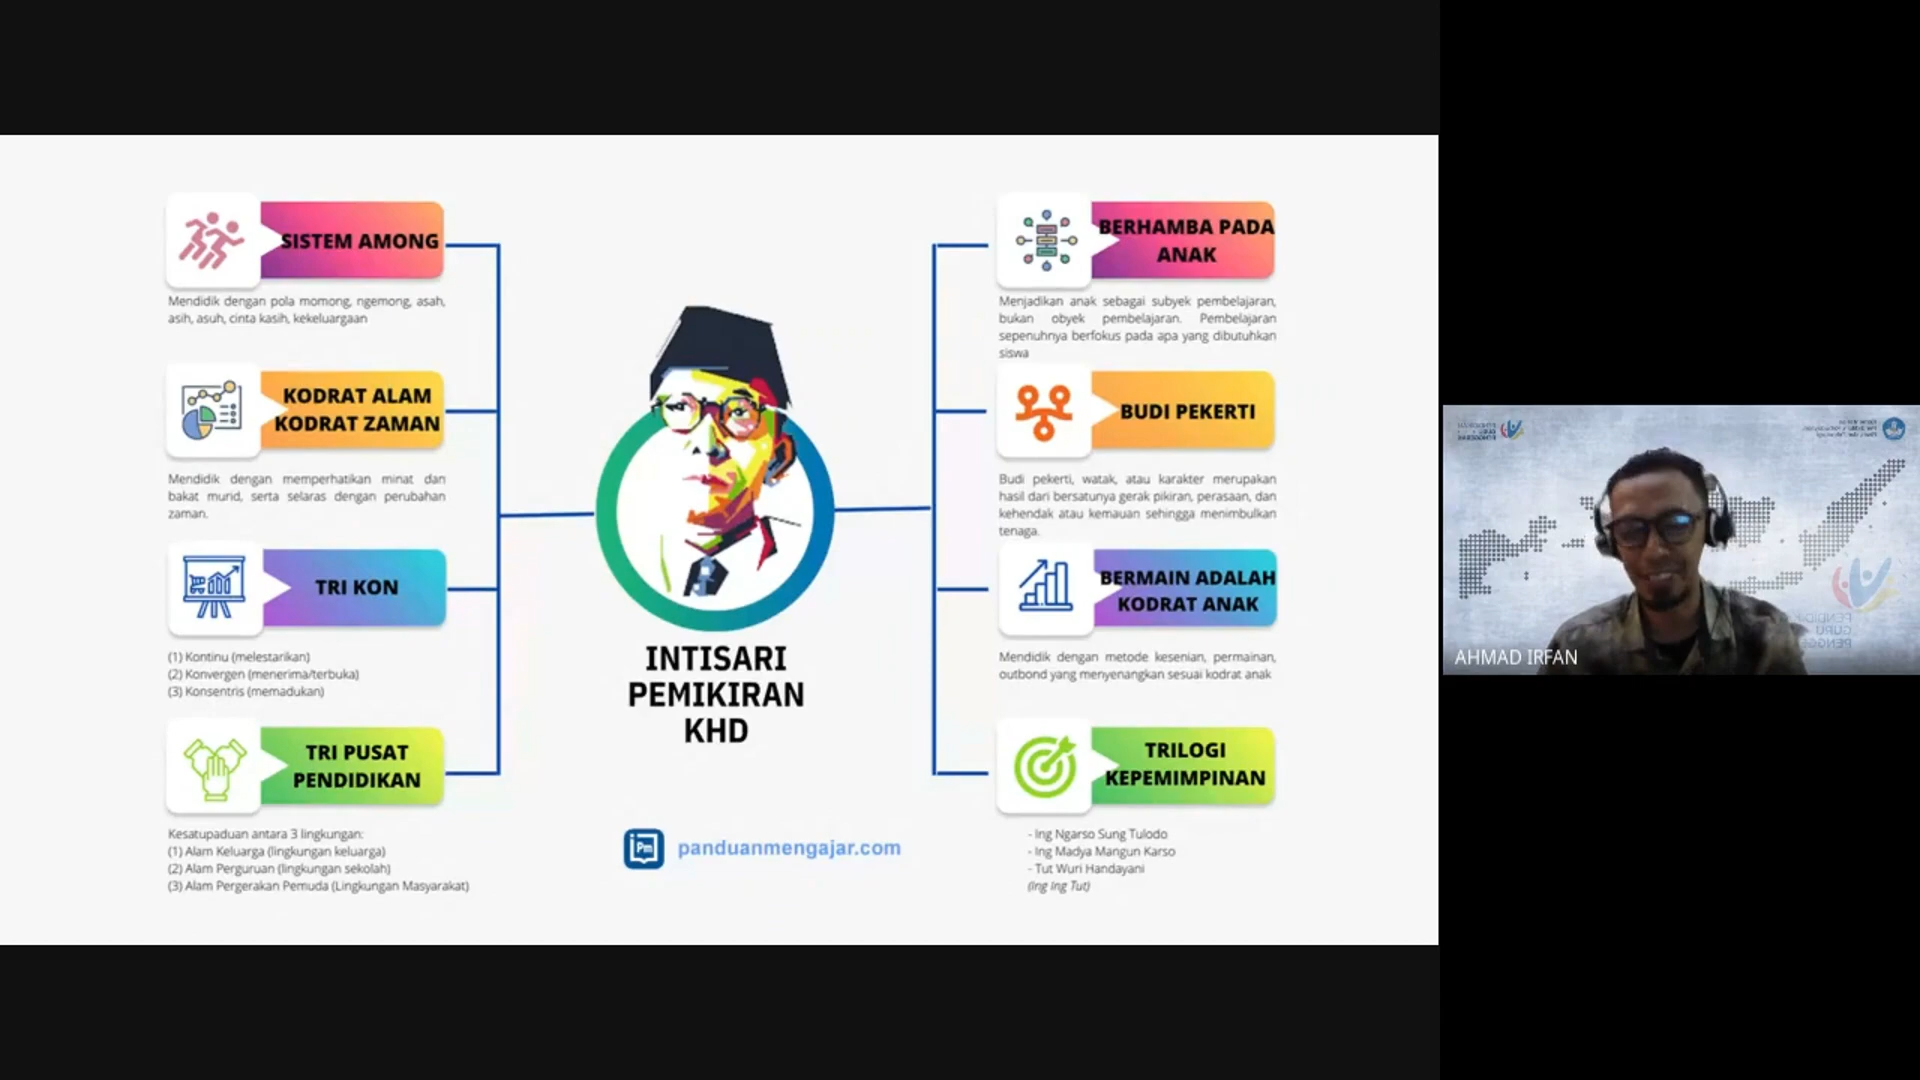 SISTEM AMONG
Mendidik dengan pola momong, ngemong, asah,
asih, asuh, cinta kasih, kekeluargaan
KODRAT ALAM
KODRAT ZAMAN
Mendidik dengan memperhatikan minat dan
bakat murid, serta selaras dengan perubahan
zaman.
TRI KON
(1) Kontinu (melestarikan)
(2) Konvergen (menerima/terbuka)
(3) Konsentris (memadukan)
TRI PUSAT
PENDIDIKAN
Kesatupaduan antara 3 lingkungan:
(1) Alam Keluarga (lingkungan keluarga)
(2) Alam Perguruan (lingkungan sekolah)
(3) Alam Pergerakan Pemuda (Lingkungan Masyarakat)
INTISARI
PEMIKIRAN
KHD
Pm
panduanmengajar.com
BERHAMBA PADA
ANAK
Menjadikan anak sebagai subyek pembelajaran,
bukan obyek pembelajaran. Pembelajaran
sepenuhnya berfokus pada apa yang dibutuhkan
siswa
BUDI PEKERTI
Budi pekerti, watak, atau karakter merupakan
hasil dari bersatunya gerak pikiran, perasaan, dan
kehendak atau kemauan sehingga menimbulkan
tenaga.
BERMAIN ADALAH
KODRAT ANAK
Mendidik dengan metode kesenian, permainan,
outbond yang menyenangkan sesuai kodrat anak
TRILOGI
KEPEMIMPINAN
- Ing Ngarso Sung Tulodo
- Ing Madya Mangun Karso
- Tut Wuri Handayani
(Ing Ing Tut)
AHMAD IRFAN